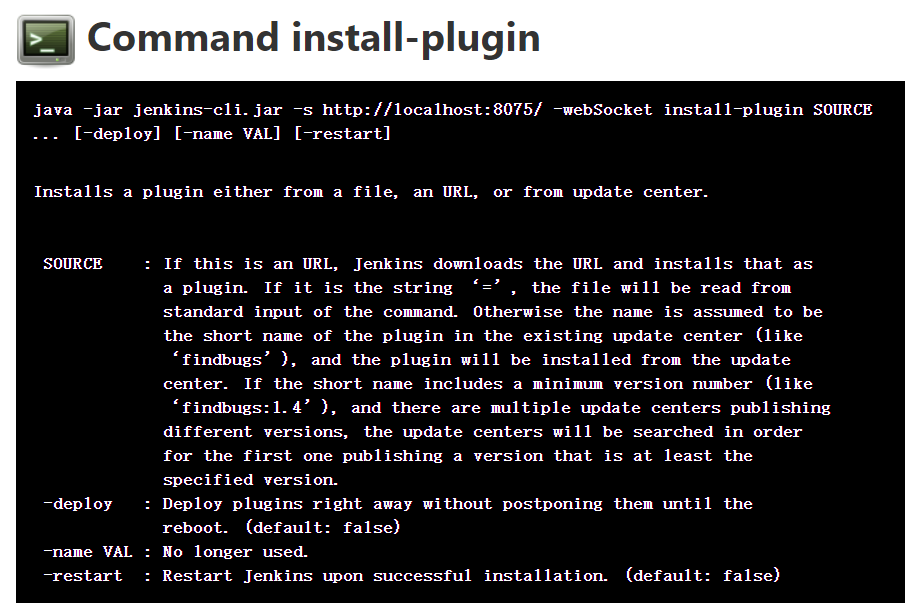 >_
Command install-plugin
java -jar jenkins-cli.jar -s http://localhost:8075/ -webSocket install-plugin SOURCE
... [-deploy] [-name VAL] [-restart]
Installs a plugin either from a file, an URL, or from update center.
SOURCE : If this is an URL, Jenkins downloads the URL and installs that as
a plugin. If it is the string ‘=’, the file will be read from
standard input of the command. Otherwise the name is assumed to be
the short name of the plugin in the existing update center (like
‘findbugs’), and the plugin will be installed from the update
center. If the short name includes a minimum version number (like
‘findbugs:1.4’), and there are multiple update centers publishing
different versions, the update centers will be searched in order
for the first one publishing a version that is at least the
specified version.
-deploy : Deploy plugins right away without postponing them until the
reboot. (default: false)
-name VAL : No longer used.
-restart : Restart Jenkins upon successful installation. (default: false)